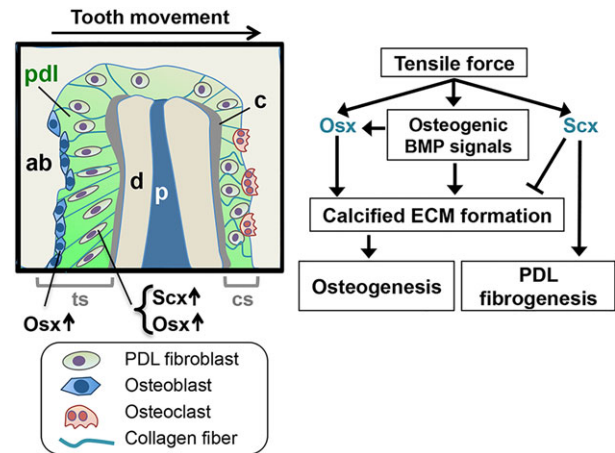 Tooth movement
pdl
ab
c
d
p
ts
cs
Osx↑
Scx↑
Osx↑
PDL fibroblast
Osteoblast
Osteoclast
Collagen fiber
Tensile force
Osx
Osteogenic
BMP signals
Scx
Calcified ECM formation
Osteogenesis
PDL
fibrogenesis